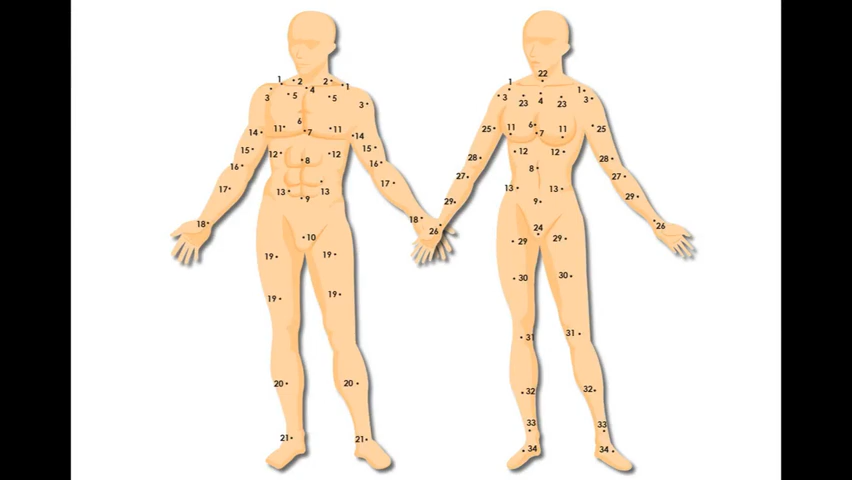 22
1 2 2 1
1 1
3 5 4 5 3
3 23 4 23 3
6
14 11 7 11 14
25 11 6 7 11 25
15 12 8 12 15
16 16
28 12 12 28
8
17 13 9 13 17
27 13 13 27
29 9 29
18 10 18 26
24 26
29 29
19 19
30 30
19 19
31 31
20 20
32 32
21 21
33 33
34 34